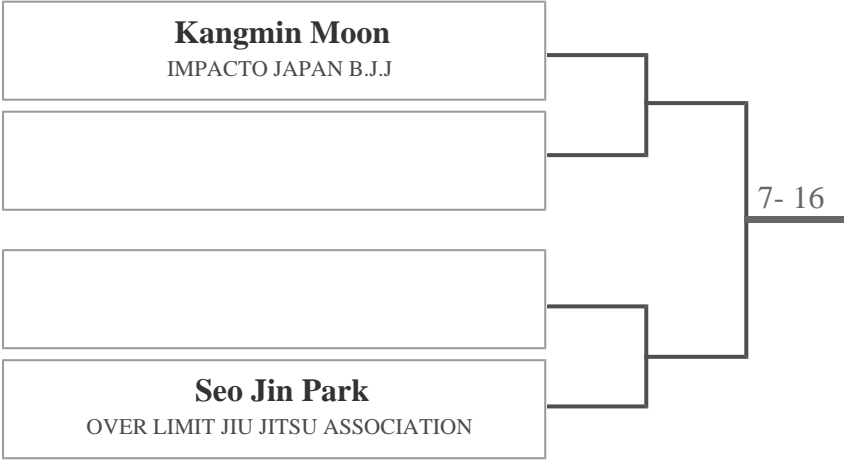 Kangmin Moon
IMPACTO JAPAN B.J.J
7- 16
Seo Jin Park
OVER LIMIT JIU JITSU ASSOCIATION